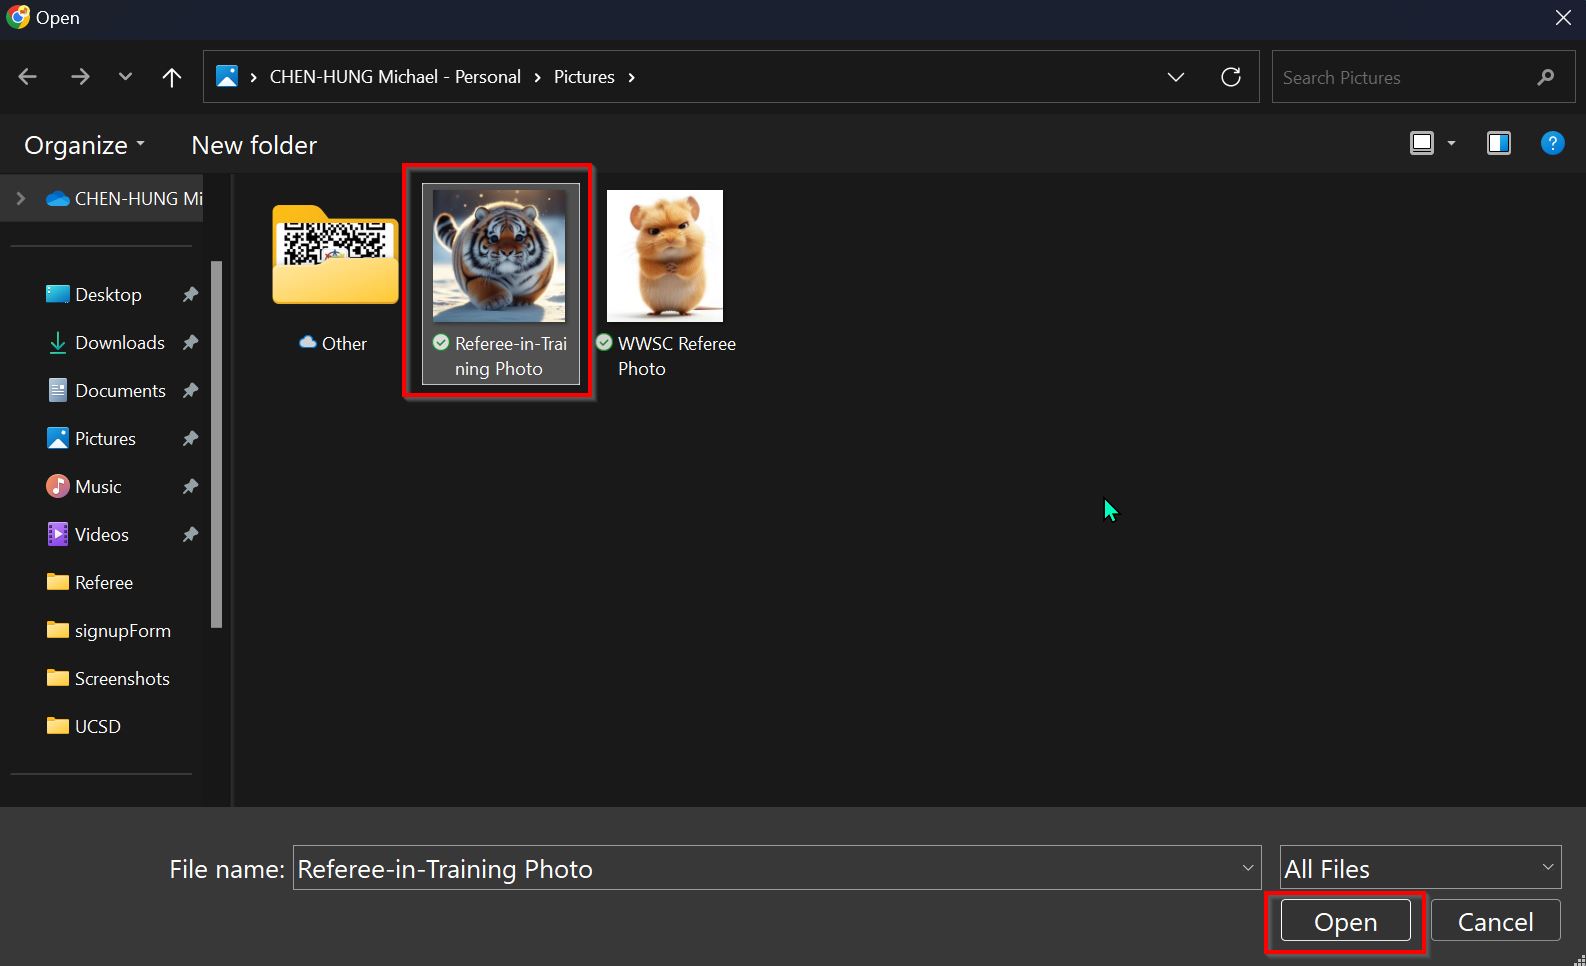 Open
CHEN-HUNG Michael - Personal > Pictures >
Search Pictures
Organize
New folder
?
CHEN-HUNG Mi
Desktop
Downloads
Documents
Pictures
Music
Videos
Referee
signupForm
Screenshots
UCSD
Other
Referee-in-Trai
ning Photo
WWSC Referee
Photo
File name:
Referee-in-Training Photo
All Files
Open
Cancel